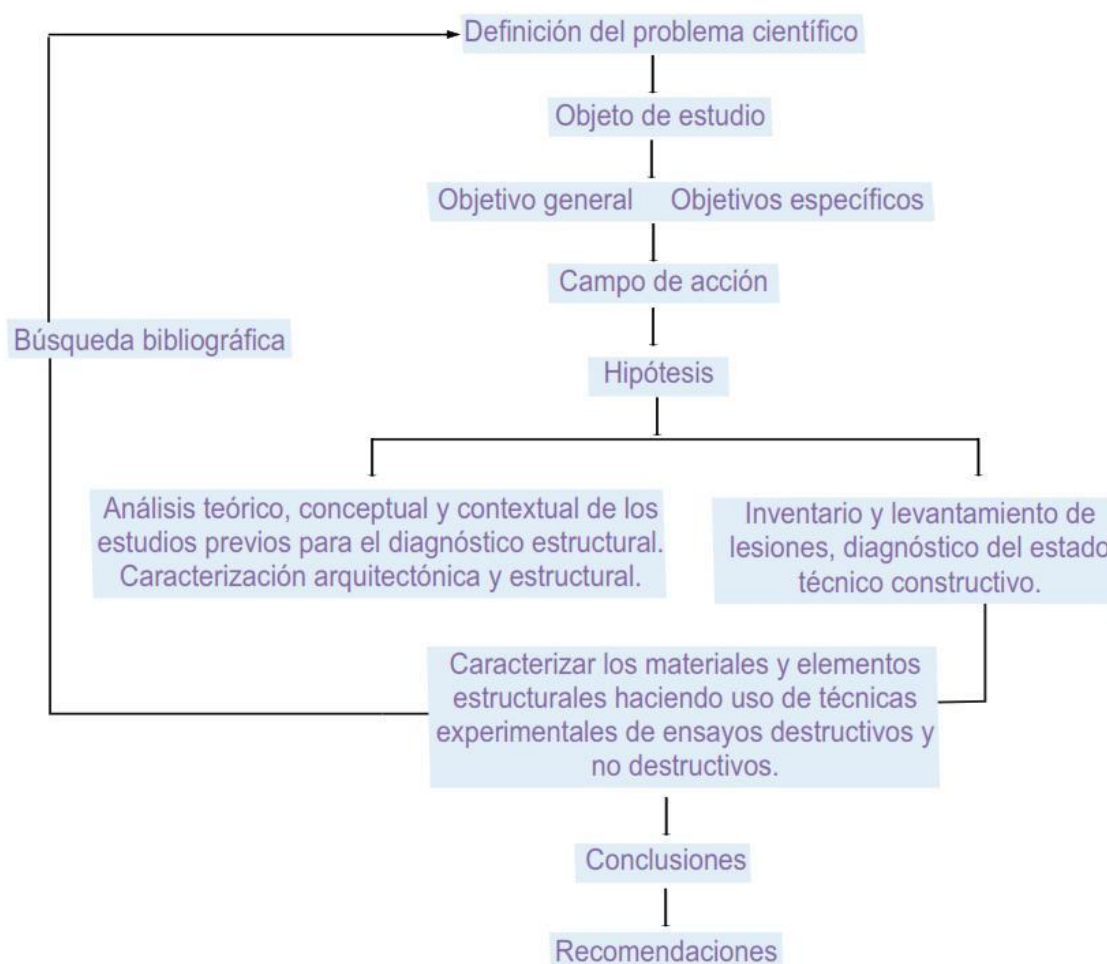 Definición del problema científico
Objeto de estudio
Objetivo general Objetivos específicos
Campo de acción
Búsqueda bibliográfica
Hipótesis
Análisis teórico, conceptual y contextual de los
estudios previos para el diagnóstico estructural.
Caracterización arquitectónica y estructural.
Inventario y levantamiento de
lesiones, diagnóstico del estado
técnico constructivo.
Caracterizar los materiales y elementos
estructurales haciendo uso de técnicas
experimentales de ensayos destructivos y
no destructivos.
Conclusiones
Recomendaciones